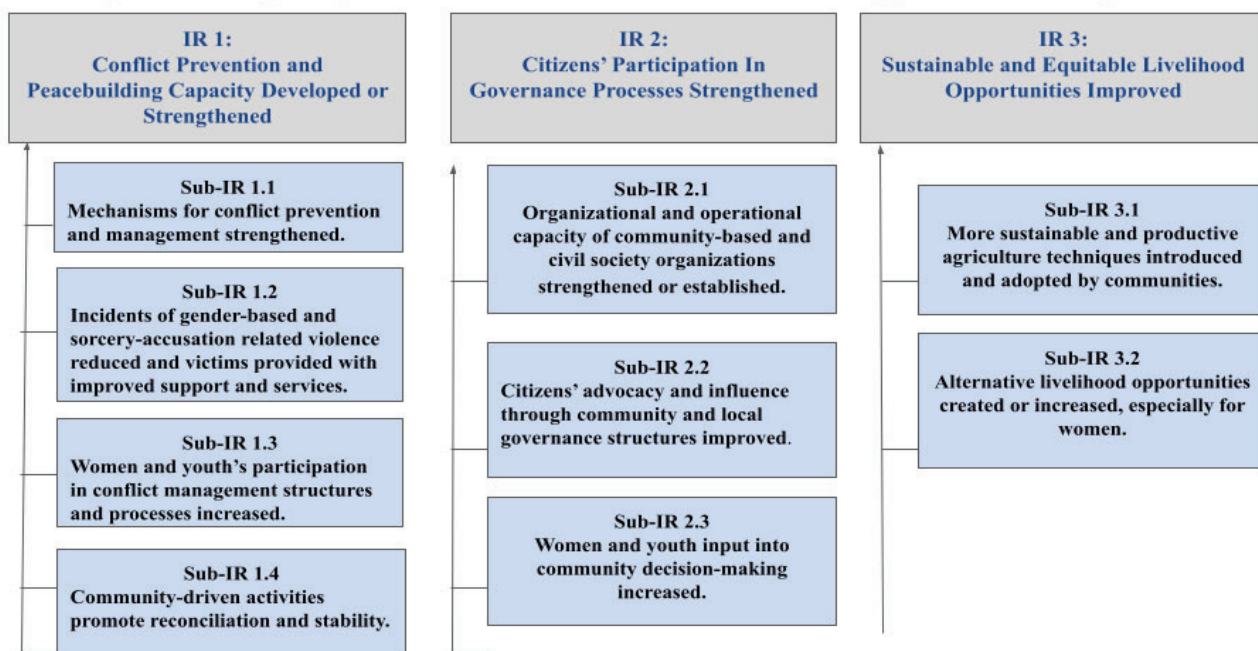 IR 1:
Conflict Prevention and
Peacebuilding Capacity Developed or
Strengthened
Sub-IR 1.1
Mechanisms for conflict prevention
and management strengthened.
Sub-IR 1.2
Incidents of gender-based and
sorcery-accusation related violence
reduced and victims provided with
improved support and services.
Sub-IR 1.3
Women and youth’s participation
in conflict management structures
and processes increased.
Sub-IR 1.4
Community-driven activities
promote reconciliation and stability.
IR 2:
Citizens’ Participation In
Governance Processes Strengthened
Sub-IR 2.1
Organizational and operational
capacity of community-based and
civil society organizations
strengthened or established.
Sub-IR 2.2
Citizens’ advocacy and influence
through community and local
governance structures improved.
Sub-IR 2.3
Women and youth input into
community decision-making
increased.
IR 3:
Sustainable and Equitable Livelihood
Opportunities Improved
Sub-IR 3.1
More sustainable and productive
agriculture techniques introduced
and adopted by communities.
Sub-IR 3.2
Alternative livelihood opportunities
created or increased, especially for
women.